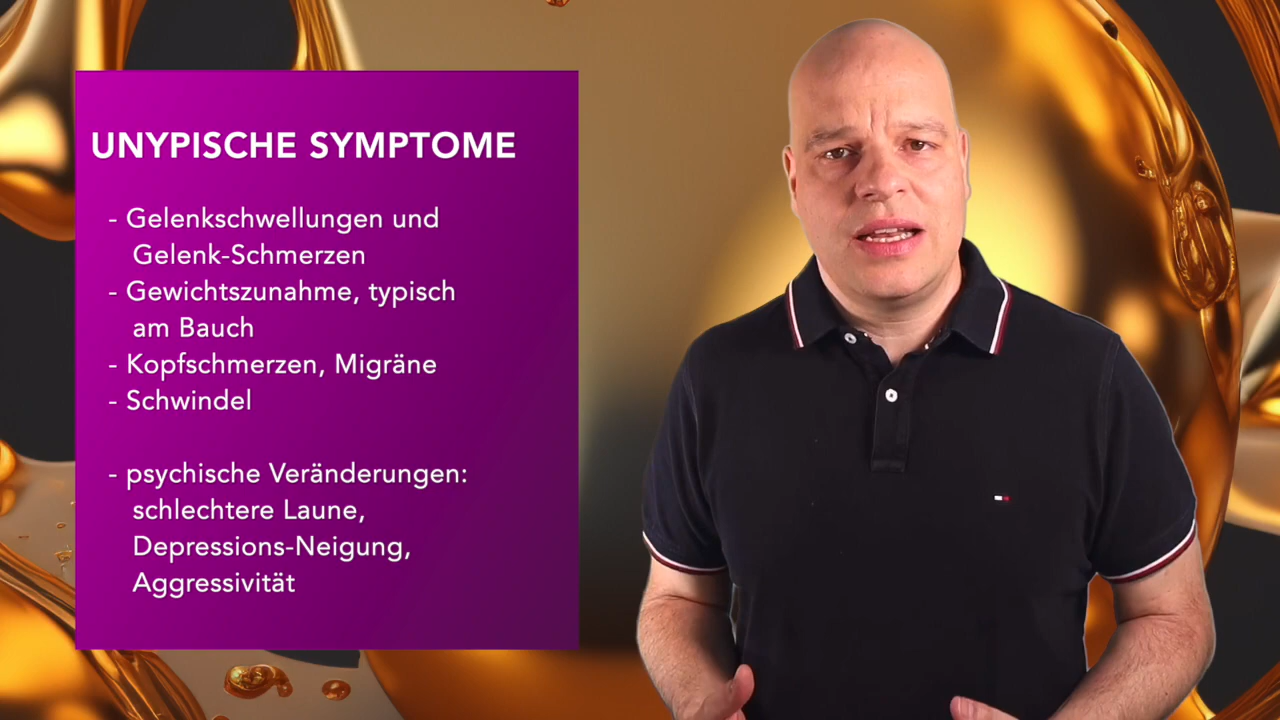 UNYPISCHE SYMPTOME
- Gelenkschwellungen und
Gelenk-Schmerzen
- Gewichtszunahme, typisch
am Bauch
- Kopfschmerzen, Migräne
- Schwindel
- psychische Veränderungen:
schlechtere Laune,
Depressions-Neigung,
Aggressivität